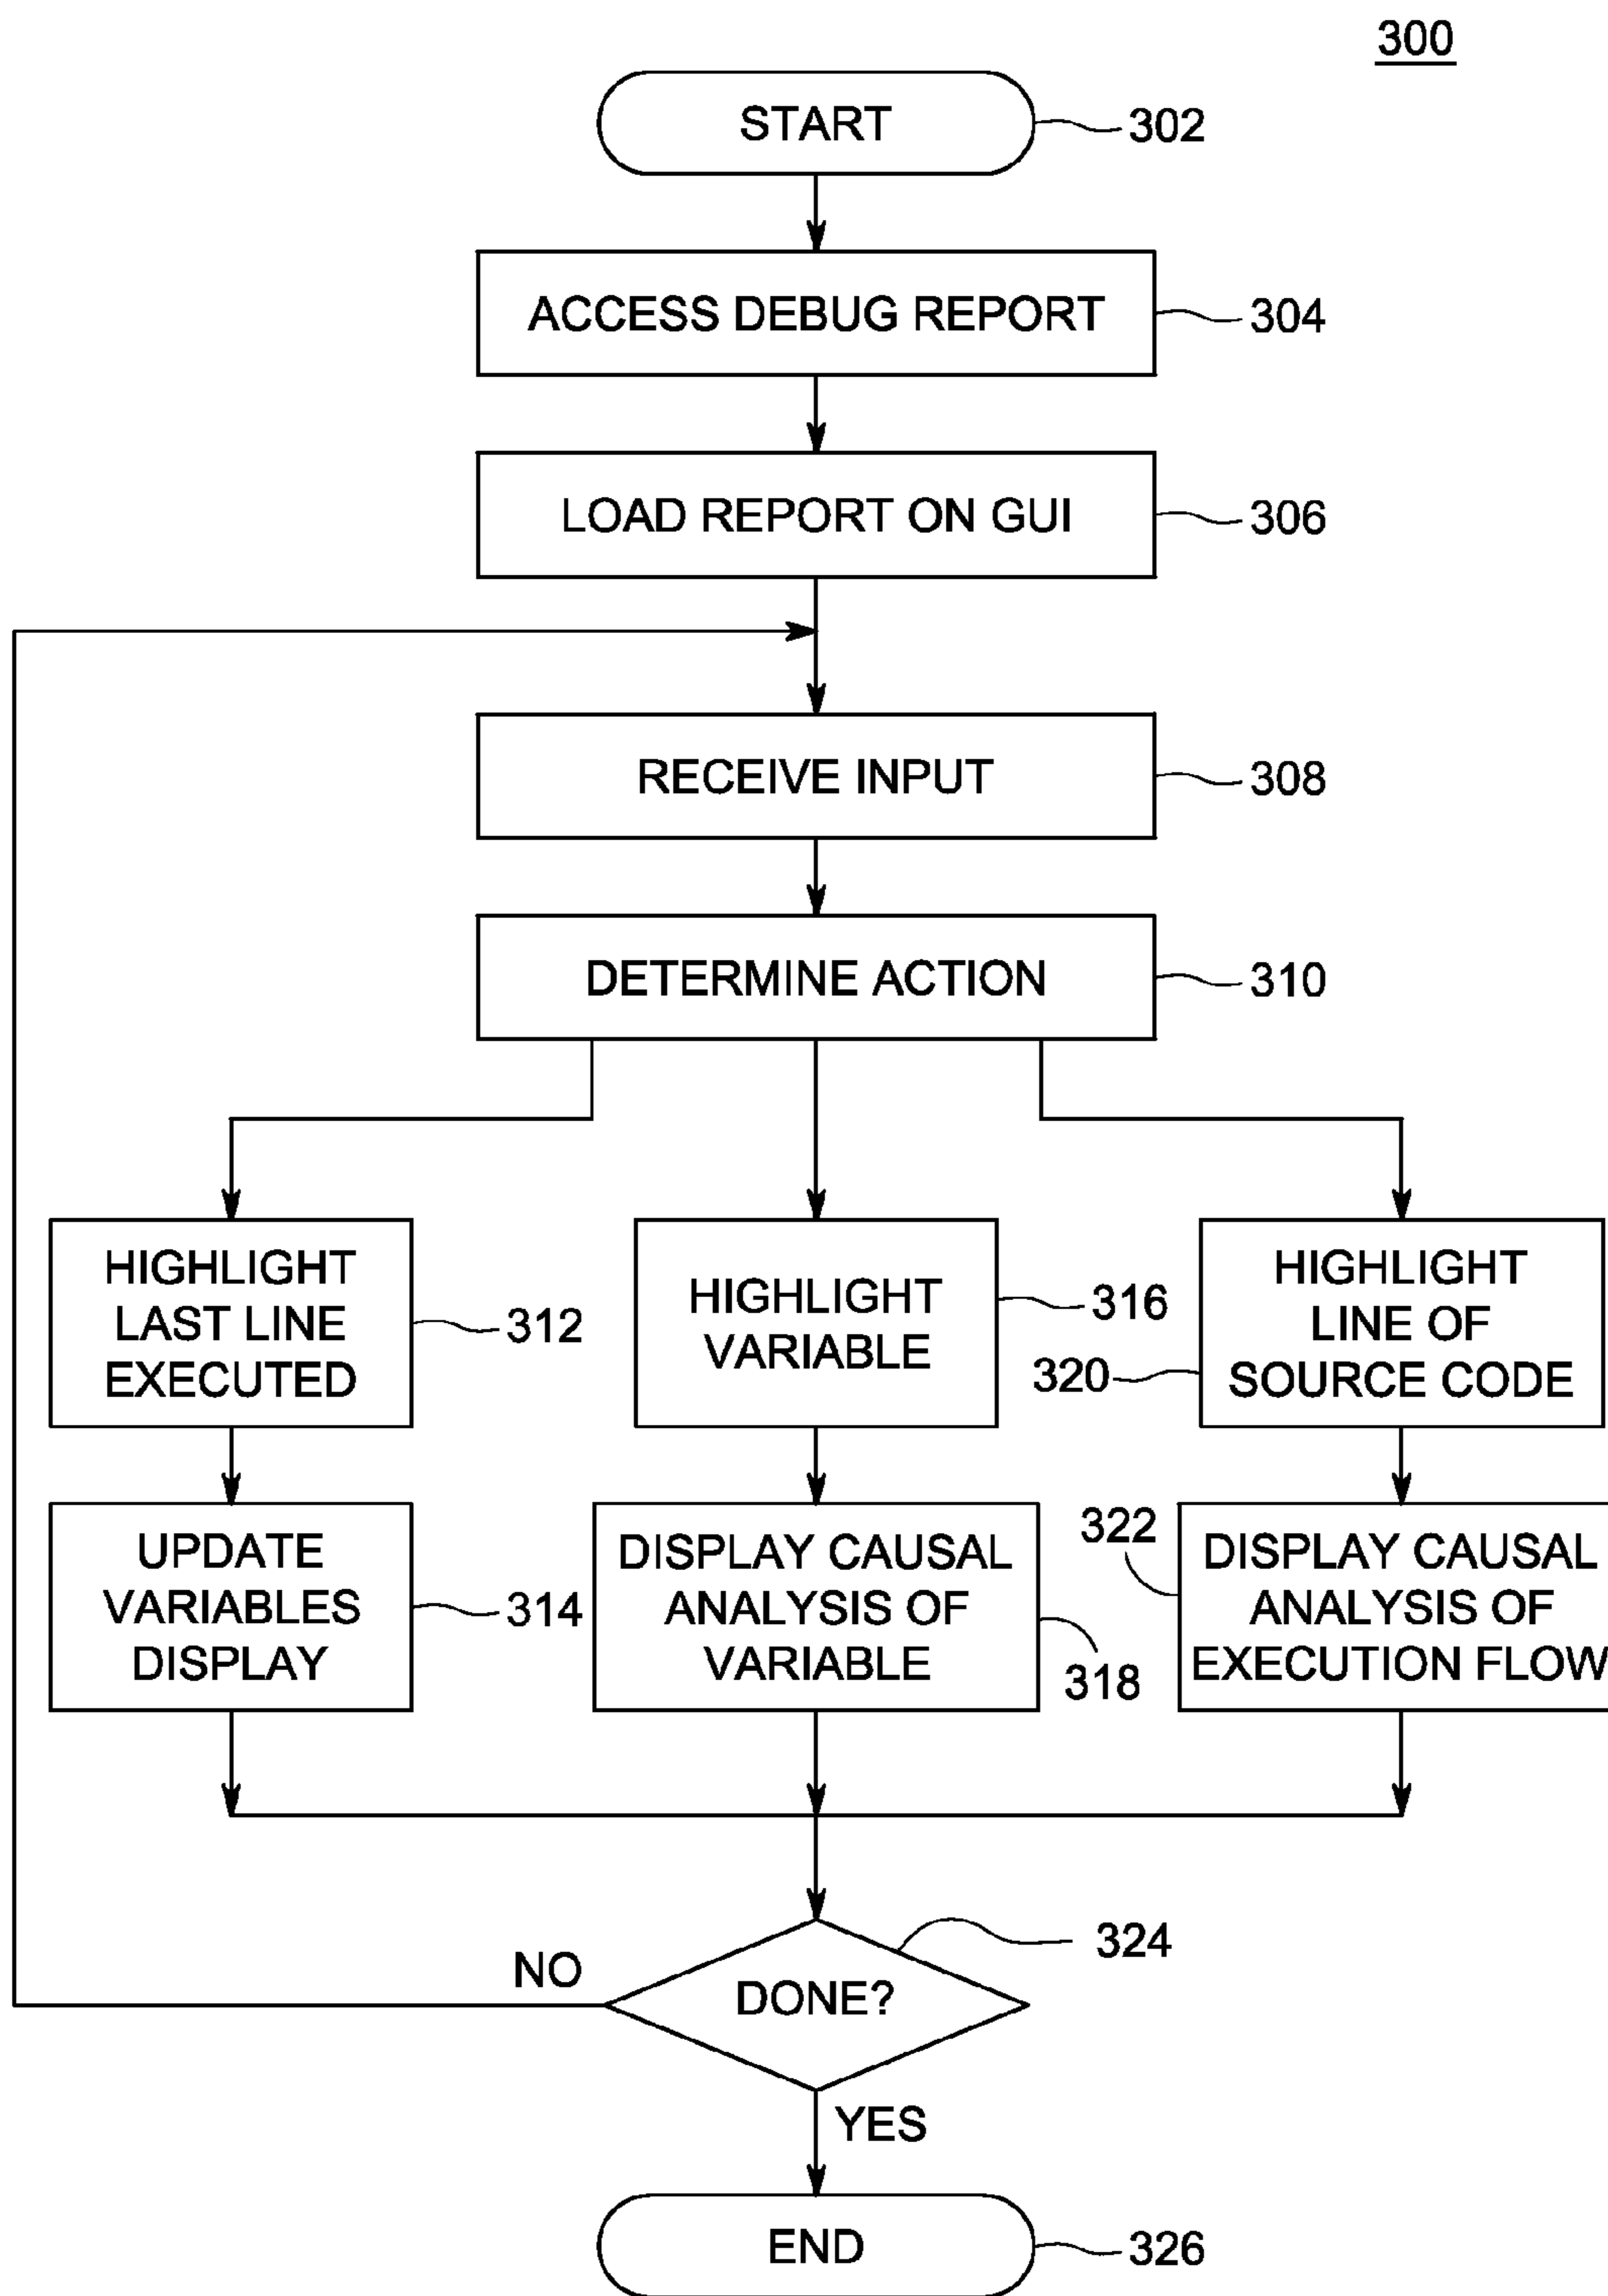 300
START
302
ACCESS DEBUG REPORT
304
LOAD REPORT ON GUI
306
RECEIVE INPUT
308
DETERMINE ACTION
310
HIGHLIGHT
LAST LINE
EXECUTED
312
HIGHLIGHT
VARIABLE
316
HIGHLIGHT
LINE OF
SOURCE CODE
320
UPDATE
VARIABLES
DISPLAY
314
DISPLAY CAUSAL
ANALYSIS OF
VARIABLE
318
DISPLAY CAUSAL
ANALYSIS OF
EXECUTION FLOW
322
DONE?
324
NO
YES
END
326